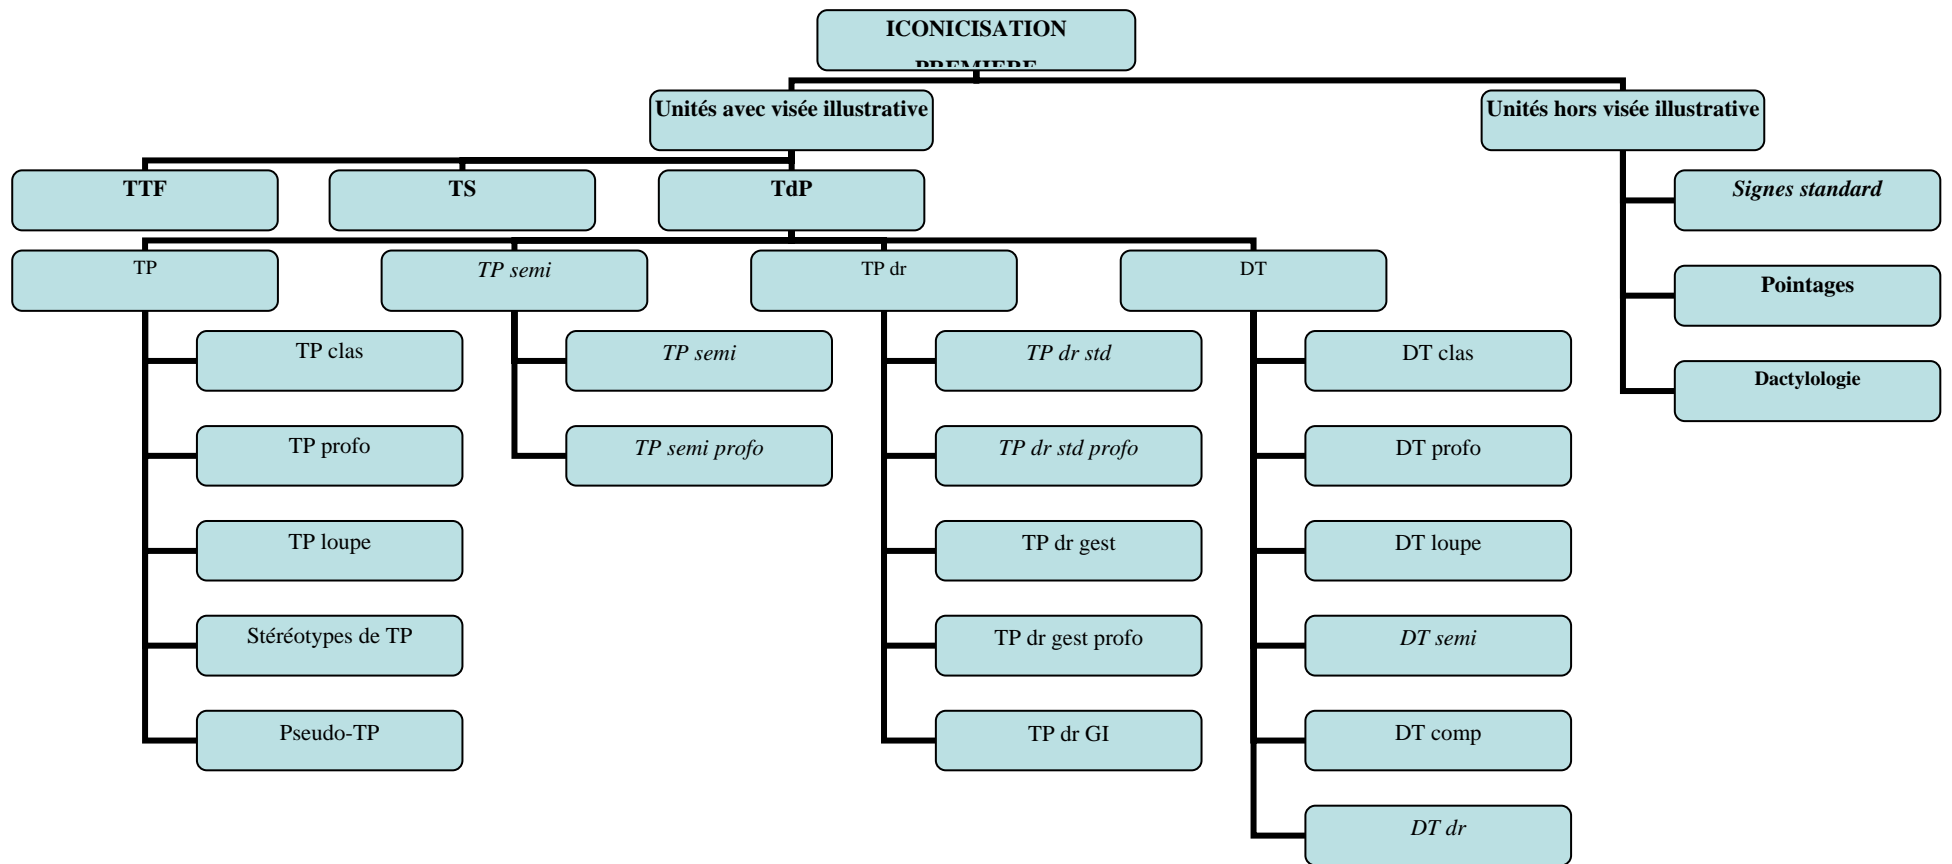 ICONICISATION
PREMIERE
Unités avec visée illustrative
Unités hors visée illustrative
TTF
TS
TdP
Signes standard
TP
TP semi
TP dr
DT
Pointages
TP clas
TP semi
TP dr std
DT clas
Dactylologie
TP profo
TP semi profo
TP dr std profo
DT profo
TP loupe
TP dr gest
DT loupe
Stéréotypes de TP
TP dr gest profo
DT semi
Pseudo-TP
TP dr GI
DT comp
DT dr